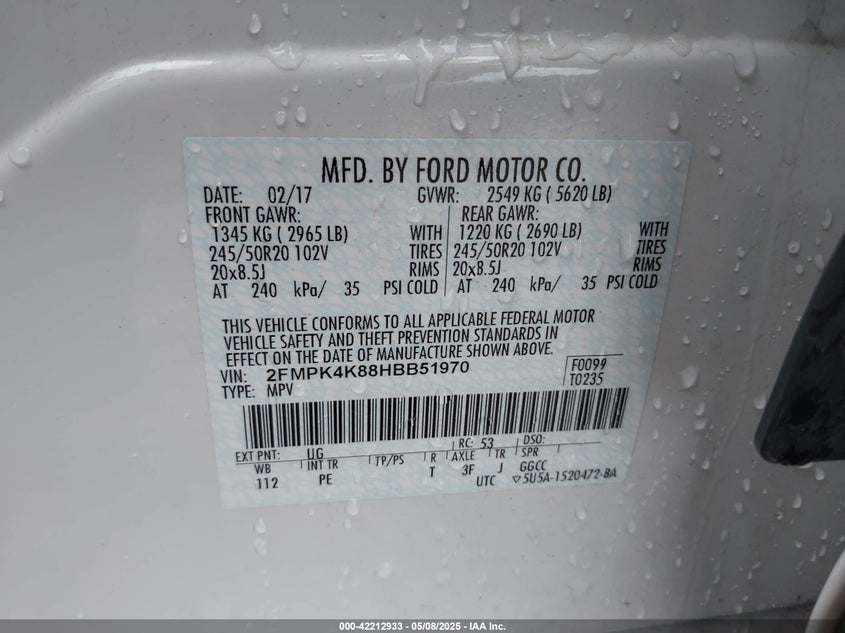 MFD. BY FORD MOTOR CO.
DATE: 02/17 GVWR: 2549 KG ( 5620 LB)
FRONT GAWR: REAR GAWR:
1345 KG ( 2965 LB) WITH 1220 KG ( 2690 LB) WITH
245/50R20 102V TIRES 245/50R20 102V TIRES
20x8.5J RIMS 20x8.5J RIMS
AT 240 kPa/ 35 PSI COLD AT 240 kPa/ 35 PSI COLD
THIS VEHICLE CONFORMS TO ALL APPLICABLE FEDERAL MOTOR
VEHICLE SAFETY AND THEFT PREVENTION STANDARDS IN
EFFECT ON THE DATE OF MANUFACTURE SHOWN ABOVE.
VIN: 2FMPK4K88HBB51970 F0099
TYPE: MPV T0235
EXT PNT: UG RC: 53 DSO:
WB INT TR TP/PS R AXLE TR SPR
112 PE T 3F J GGCC
UTC ▽5U5A-1520472-BA
000-42212933 - 05/08/2025 - IAA Inc.